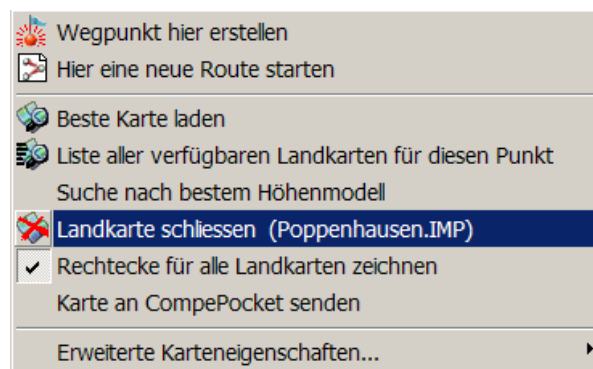 Wegpunkt hier erstellen
Hier eine neue Route starten
Beste Karte laden
Liste aller verfügbaren Landkarten für diesen Punkt
Suche nach bestem Höhenmodell
Landkarte schliessen (Poppenhausen.IMP)
Rechtecke für alle Landkarten zeichnen
Karte an CompePocket senden
Erweiterte Karteneigenschaften...